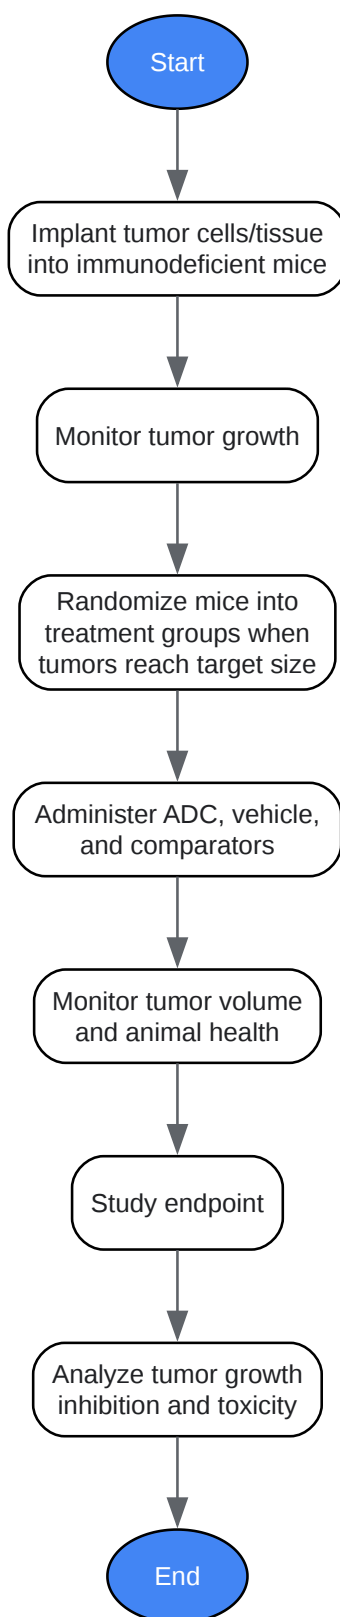 Start
Implant tumor cells/tissue
into immunodeficient mice
Monitor tumor growth
Randomize mice into
treatment groups when
tumors reach target size
Administer ADC, vehicle,
and comparators
Monitor tumor volume
and animal health
Study endpoint
Analyze tumor growth
inhibition and toxicity
End